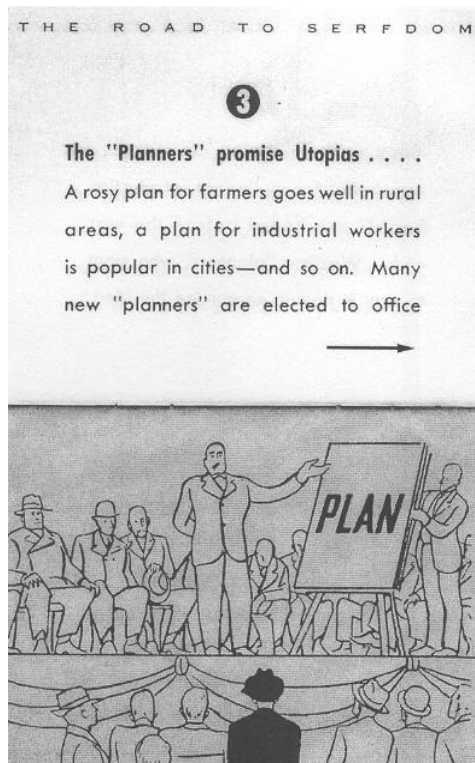 THE ROAD TO SERFDOM
3
The "Planners" promise Utopias . . . .
A rosy plan for farmers goes well in rural
areas, a plan for industrial workers
is popular in cities—and so on. Many
new "planners" are elected to office
PLAN